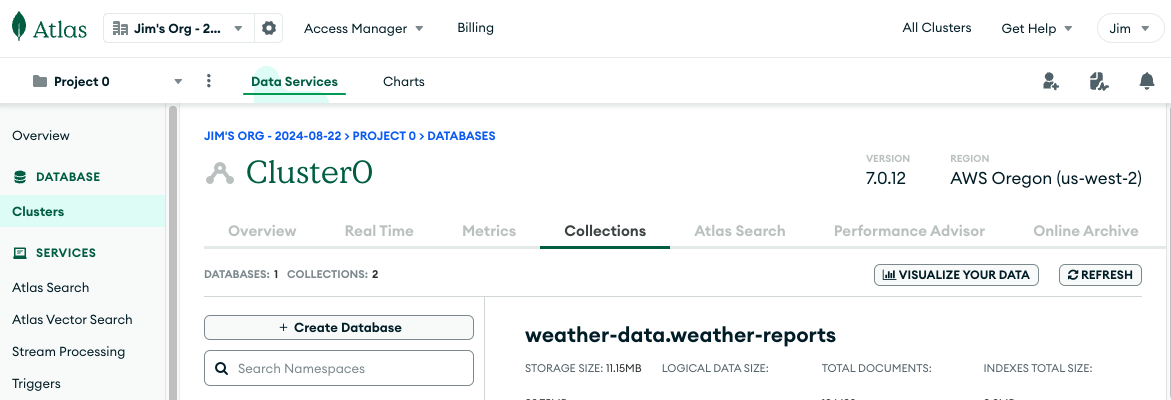 Atlas
Jim's Org - 2...
Access Manager
Billing
All Clusters
Get Help
Jim
Project 0
Data Services
Charts
Overview
DATABASE
Clusters
SERVICES
Atlas Search
Atlas Vector Search
Stream Processing
Triggers
JIM'S ORG - 2024-08-22 > PROJECT 0 > DATABASES
Cluster0
VERSION
7.0.12
REGION
AWS Oregon (us-west-2)
Overview Real Time Metrics Collections Atlas Search Performance Advisor Online Archive
DATABASES: 1 COLLECTIONS: 2
VISUALIZE YOUR DATA
REFRESH
+ Create Database
Search Namespaces
weather-data.weather-reports
STORAGE SIZE: 11.15MB LOGICAL DATA SIZE: TOTAL DOCUMENTS: INDEXES TOTAL SIZE: